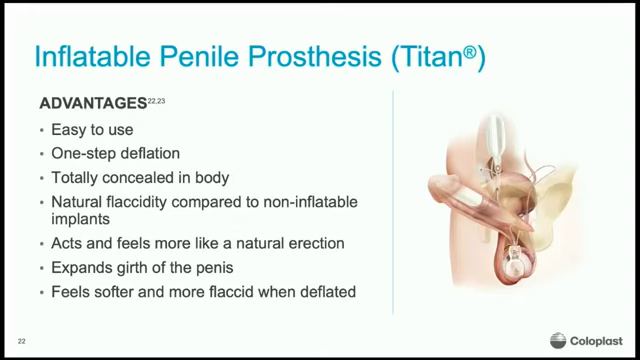 Inflatable Penile Prosthesis (Titan®)
ADVANTAGES22,23
• Easy to use
• One-step deflation
• Totally concealed in body
• Natural flaccidity compared to non-inflatable
implants
• Acts and feels more like a natural erection
• Expands girth of the penis
• Feels softer and more flaccid when deflated
22
Coloplast